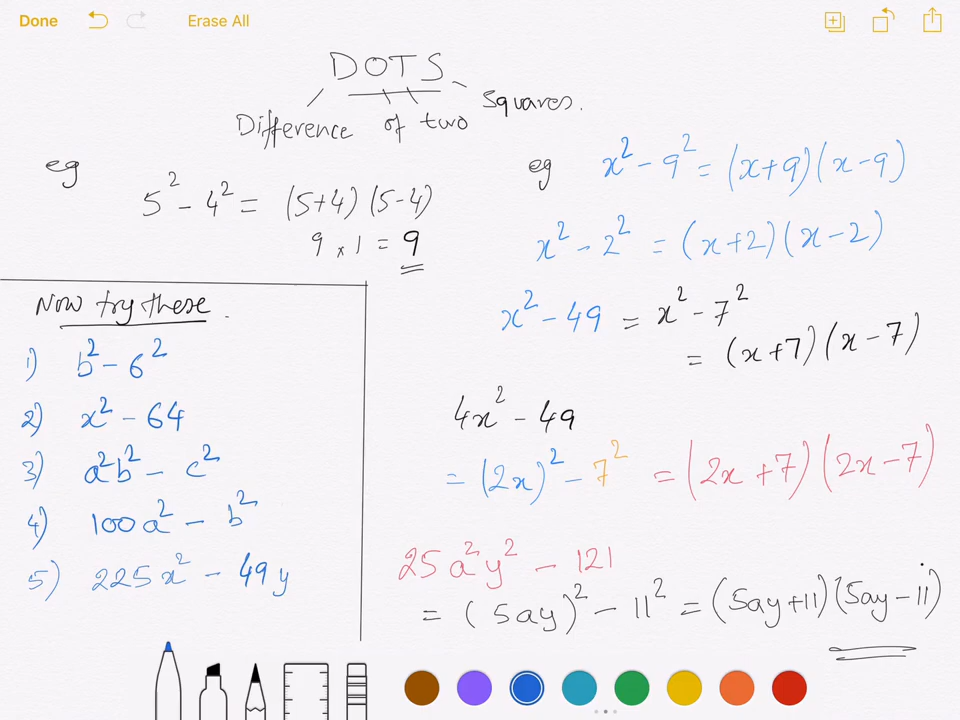 Done
Erase All
DOTS
Difference of two squares.
eg
5² - 4² = (5+4) (5-4)
9 x 1 = 9
eg x² - 9² = (x+9)(x-9)
x² - 2² = (x+2)(x-2)
x² - 49 = x² - 7²
= (x+7)(x-7)
4x² - 49
= (2x)² - 7² = (2x+7)(2x-7)
25a²y² - 121
= (5ay)² - 11² = (5ay+11)(5ay-11)
Now try these.
1) b² - 6²
2) x² - 64
3) a²b² - c²
4) 100a² - b²
5) 225x² - 49y